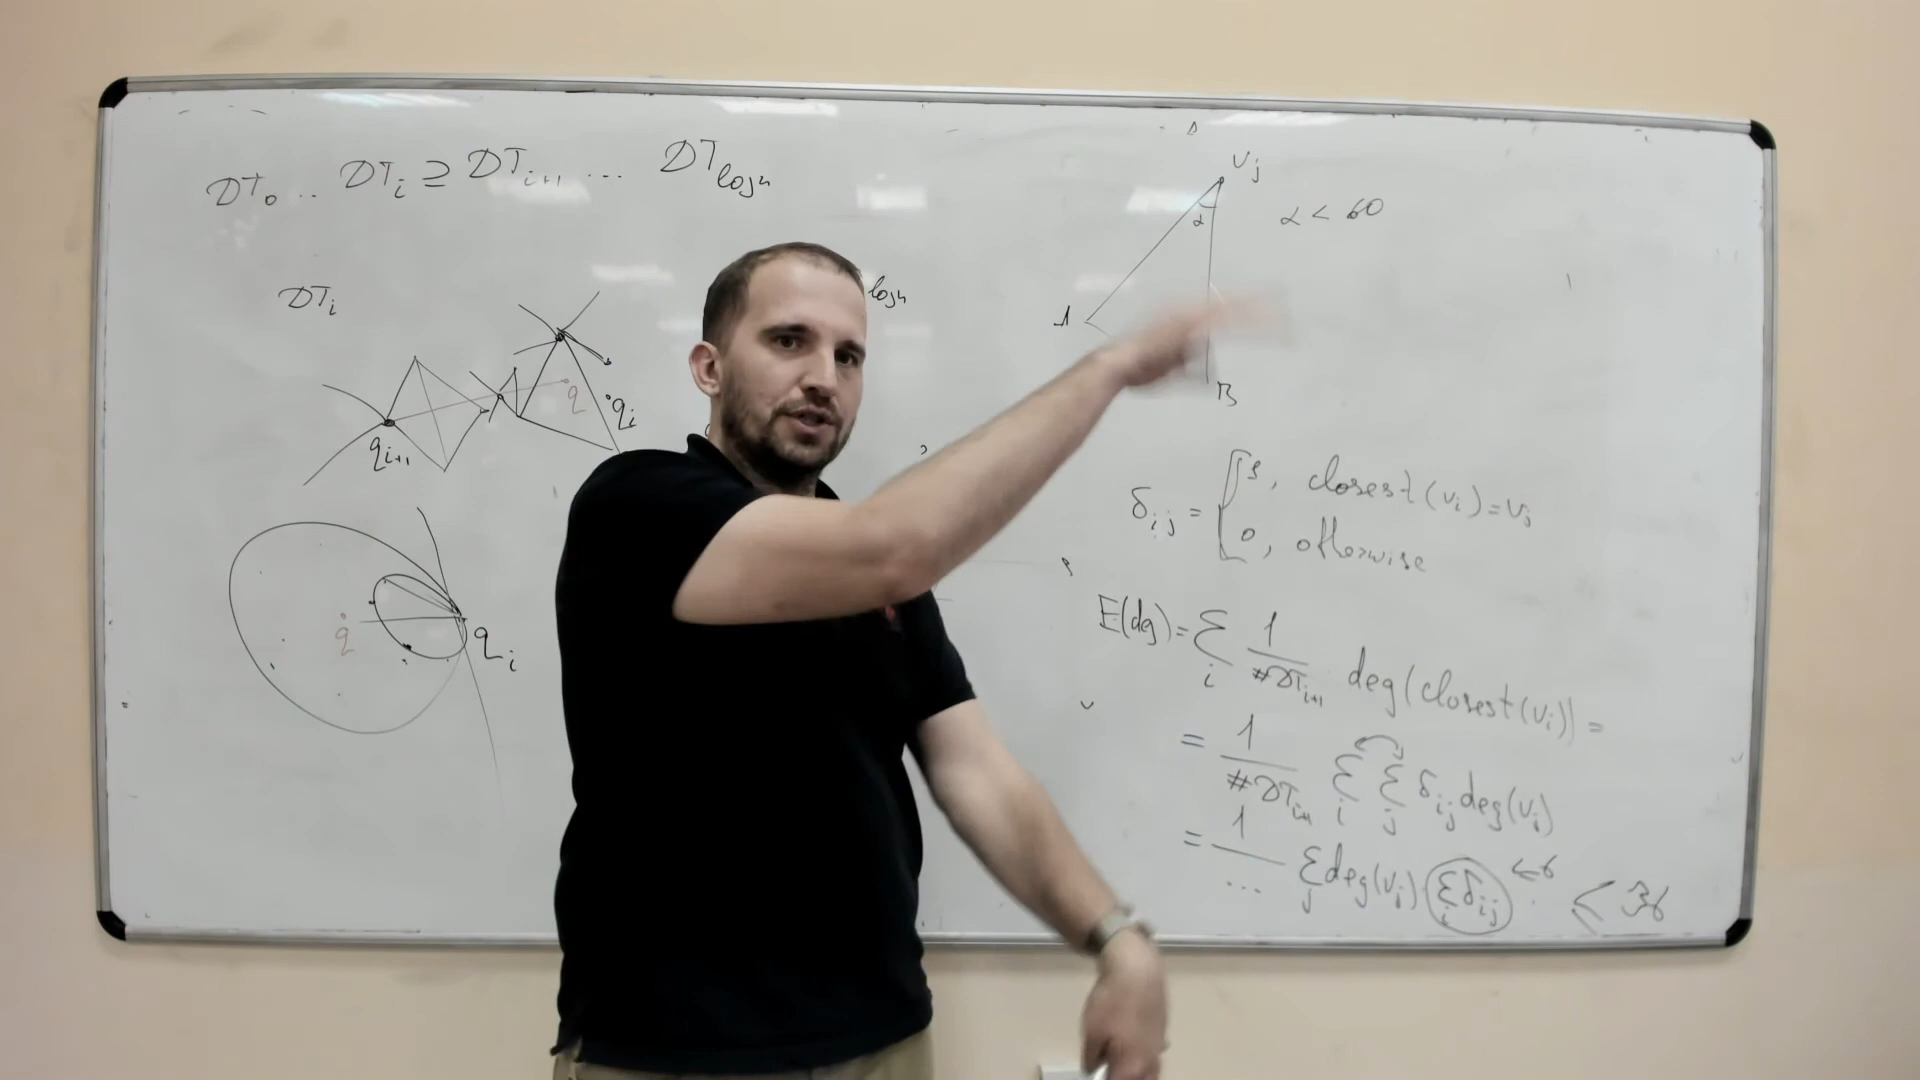 DT₀ .. DTᵢ ⊇ DTᵢ₊₁ ... DT_log n
DTᵢ
log n
qᵢ₊₁
q
qᵢ
q
qᵢ
vⱼ
α
α < 60
A
B
δᵢⱼ = { 1, closest(vᵢ)=vⱼ
0, otherwise
E(deg) = Σᵢ 1/#DTᵢ₊₁ deg(closest(vᵢ)) =
= 1/#DTᵢ₊₁ Σᵢ Σⱼ δᵢⱼ deg(vⱼ)
= 1/... Σⱼ deg(vⱼ) Σᵢ δᵢⱼ <6 < 36